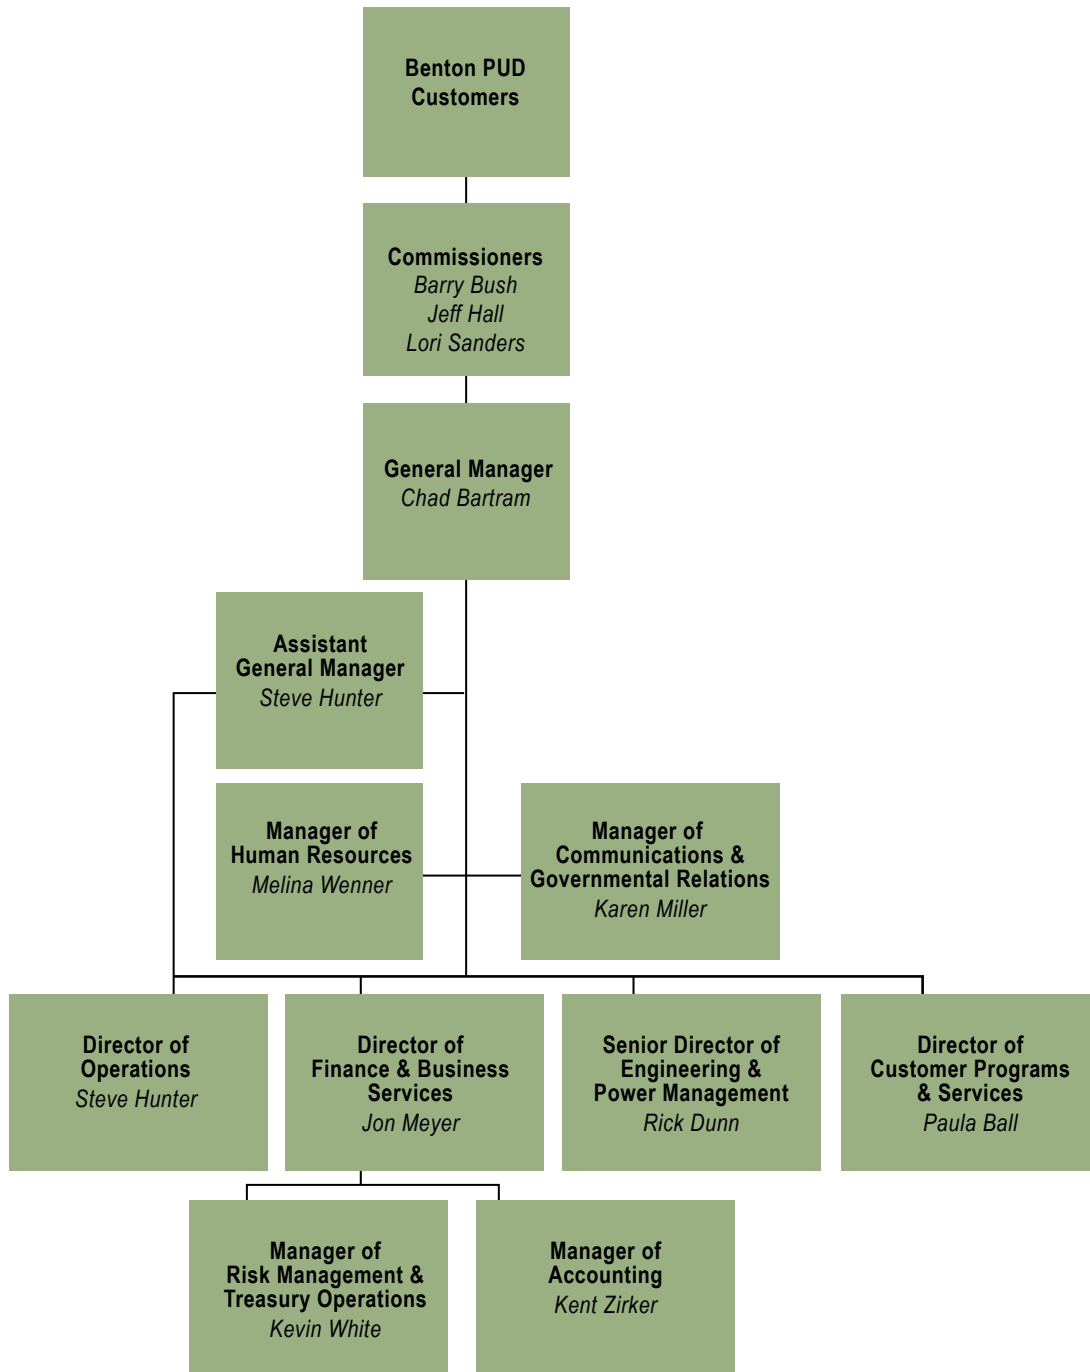 Benton PUD
Customers
Commissioners
Barry Bush
Jeff Hall
Lori Sanders
General Manager
Chad Bartram
Assistant
General Manager
Steve Hunter
Manager of
Human Resources
Melina Wenner
Manager of
Communications &
Governmental Relations
Karen Miller
Director of
Operations
Steve Hunter
Director of
Finance & Business
Services
Jon Meyer
Senior Director of
Engineering &
Power Management
Rick Dunn
Director of
Customer Programs
& Services
Paula Ball
Manager of
Risk Management &
Treasury Operations
Kevin White
Manager of
Accounting
Kent Zirker